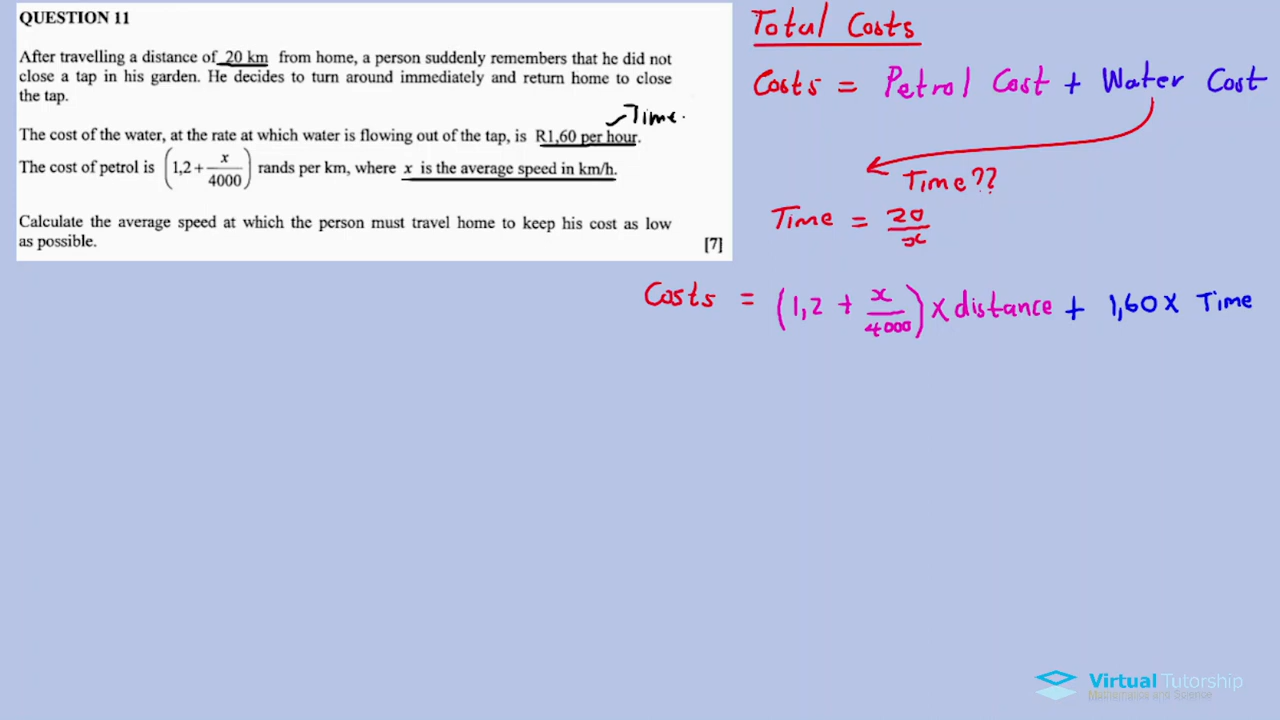 QUESTION 11
After travelling a distance of 20 km from home, a person suddenly remembers that he did not
close a tap in his garden. He decides to turn around immediately and return home to close
the tap.
Time.
The cost of the water, at the rate at which water is flowing out of the tap, is R1,60 per hour.
The cost of petrol is (1,2 + x/4000) rands per km, where x is the average speed in km/h.
Calculate the average speed at which the person must travel home to keep his cost as low
as possible.
[7]
Total Costs
Costs = Petrol Cost + Water Cost
Time??
Time = 20/x
Costs = (1,2 + x/4000) x distance + 1,60 x Time
Virtual Tutorship
Mathematics and Science